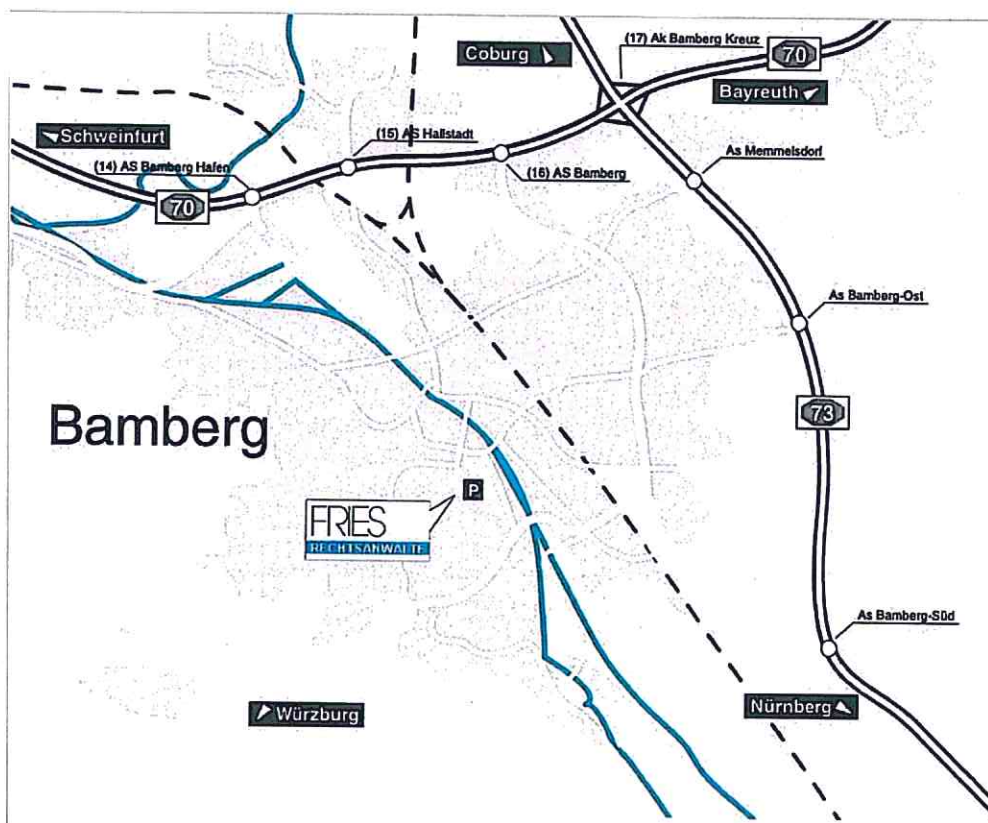 (17) Ak Bamberg Kreuz
70
Coburg
Bayreuth
Schweinfurt
(15) AS Hallstadt
As Memmelsdorf
(14) AS Bamberg Hafen
(16) AS Bamberg
70
As Bamberg-Ost
73
Bamberg
P
FRIES
RECHTSANWÄLTE
As Bamberg-Süd
Würzburg
Nürnberg